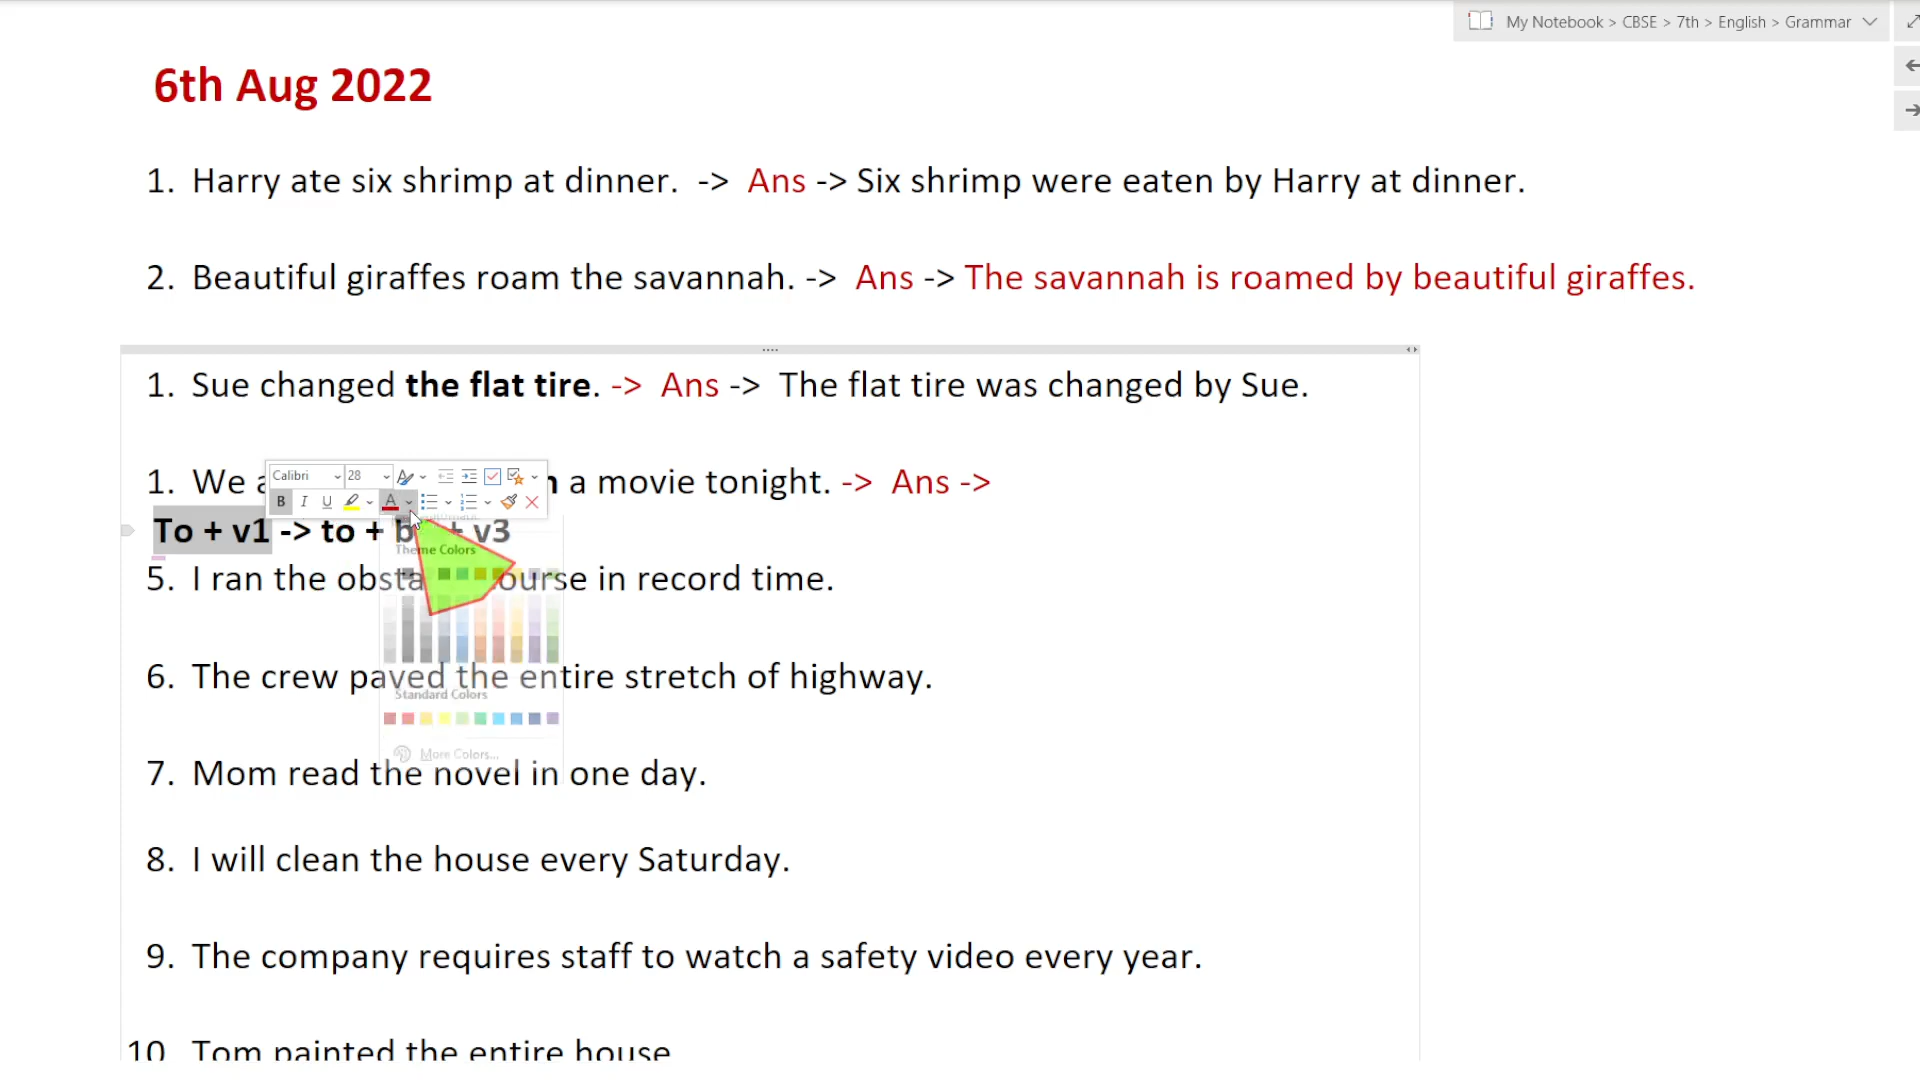 My Notebook > CBSE > 7th > English > Grammar
6th Aug 2022
1. Harry ate six shrimp at dinner. -> Ans -> Six shrimp were eaten by Harry at dinner.
2. Beautiful giraffes roam the savannah. -> Ans -> The savannah is roamed by beautiful giraffes.
1. Sue changed the flat tire. -> Ans -> The flat tire was changed by Sue.
Calibri 28
1. We a movie tonight. -> Ans ->
B I U A
To + v1 -> to + + v3
Theme Colors
5. I ran the in record time.
6. The crew paved the entire stretch of highway.
Standard Colors
More Colors...
7. Mom read the novel in one day.
8. I will clean the house every Saturday.
9. The company requires staff to watch a safety video every year.
10 Tom painted the entire house